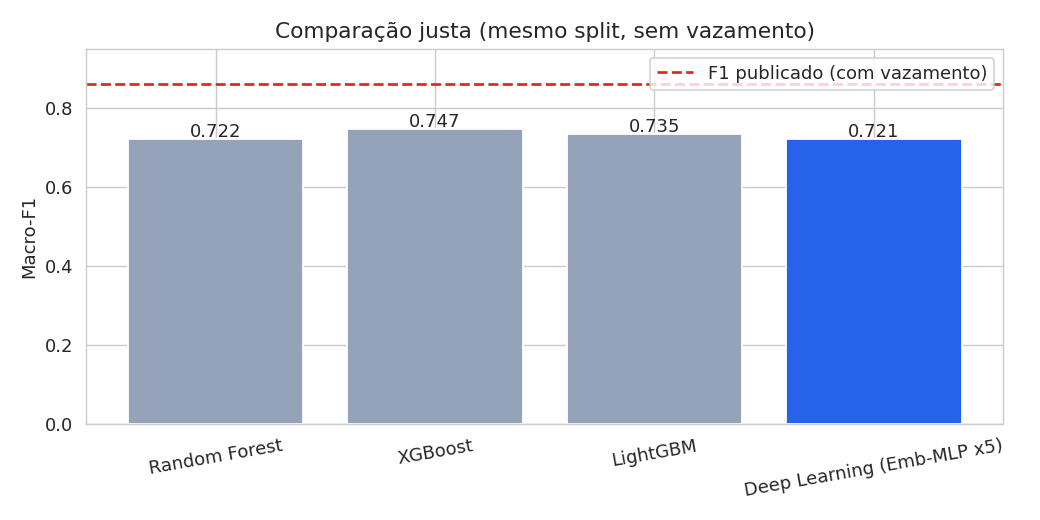 Comparação justa (mesmo split, sem vazamento)
F1 publicado (com vazamento)
Macro-F1
0.8
0.6
0.4
0.2
0.0
0.722
0.747
0.735
0.721
Random Forest
XGBoost
LightGBM
Deep Learning (Emb-MLP x5)